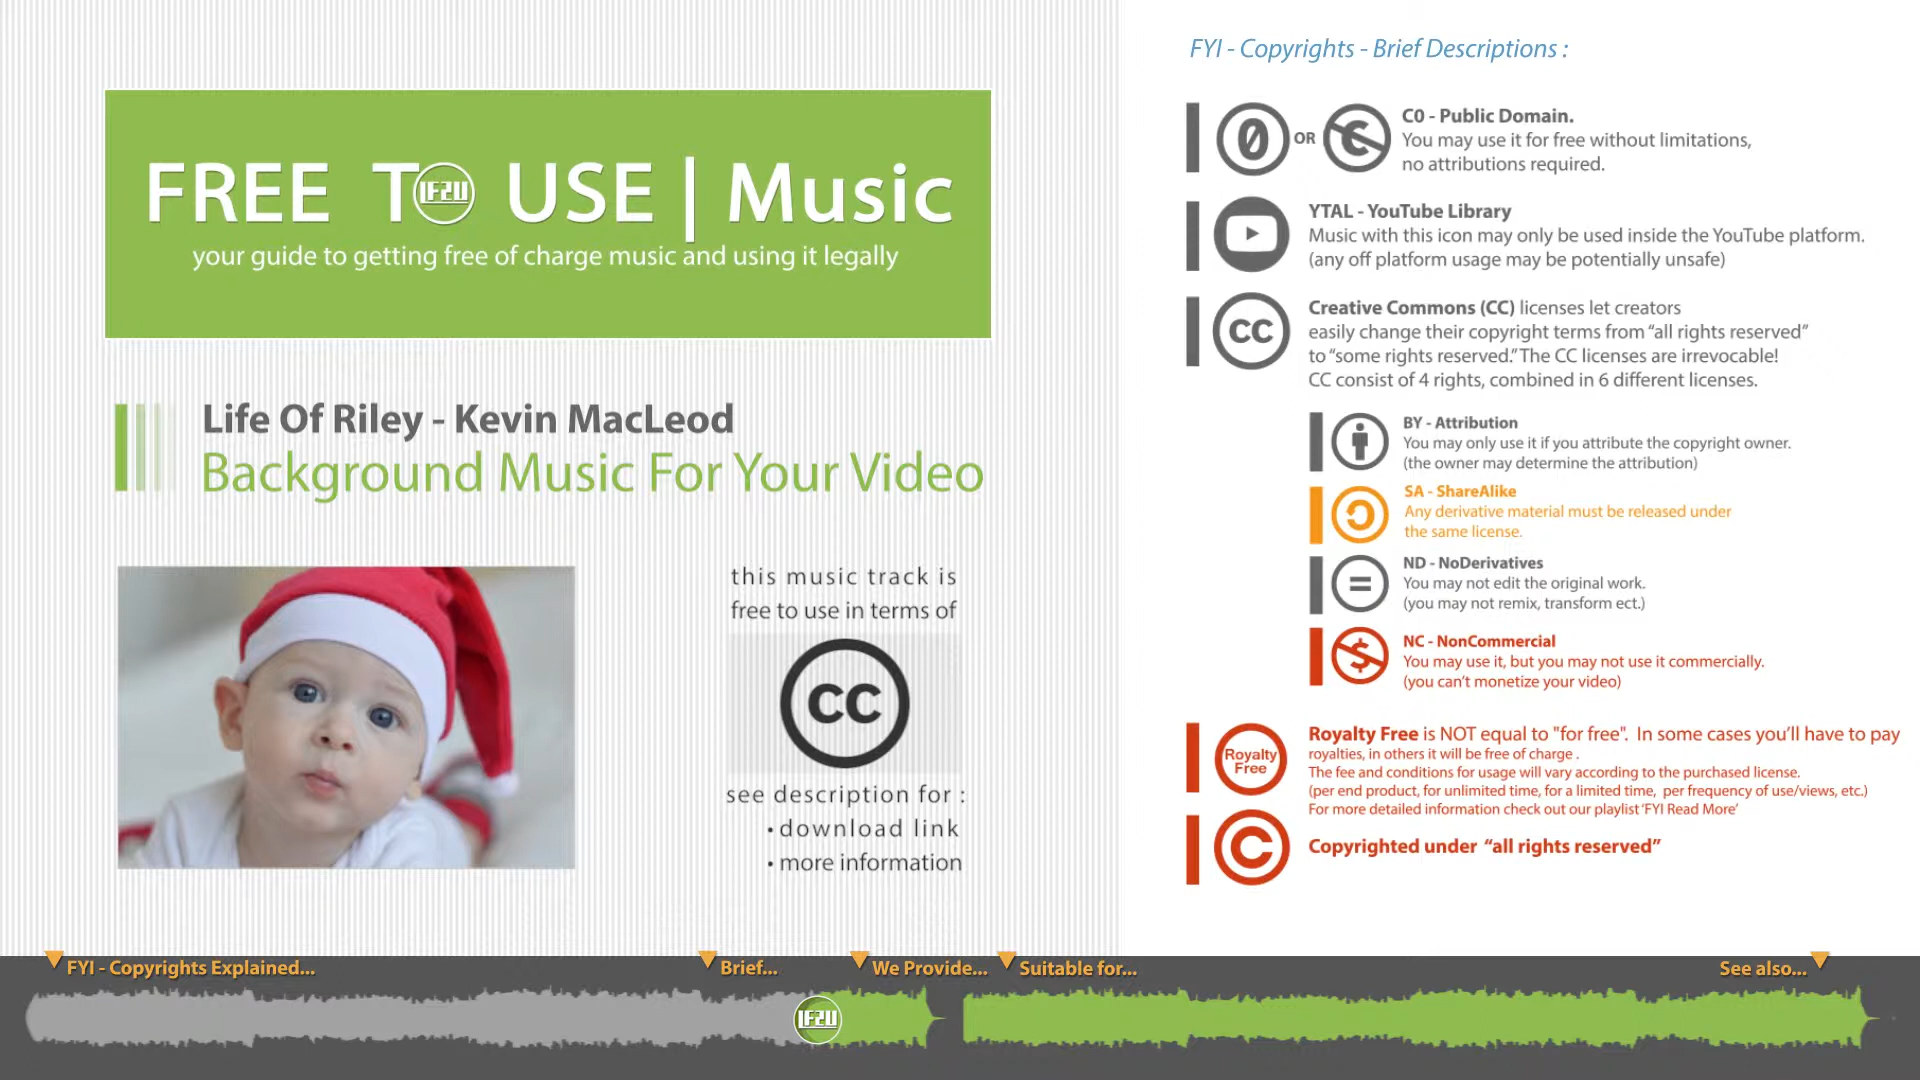 FREE TO USE | Music
IF2U
your guide to getting free of charge music and using it legally
Life Of Riley - Kevin MacLeod
Background Music For Your Video
this music track is
free to use in terms of
CC
see description for :
• download link
• more information
FYI - Copyrights - Brief Descriptions :
0 OR C
C0 - Public Domain.
You may use it for free without limitations,
no attributions required.
YTAL - YouTube Library
Music with this icon may only be used inside the YouTube platform.
(any off platform usage may be potentially unsafe)
CC
Creative Commons (CC) licenses let creators
easily change their copyright terms from “all rights reserved”
to “some rights reserved.” The CC licenses are irrevocable!
CC consist of 4 rights, combined in 6 different licenses.
BY - Attribution
You may only use it if you attribute the copyright owner.
(the owner may determine the attribution)
SA - ShareAlike
Any derivative material must be released under
the same license.
=
ND - NoDerivatives
You may not edit the original work.
(you may not remix, transform ect.)
$
NC - NonCommercial
You may use it, but you may not use it commercially.
(you can’t monetize your video)
Royalty
Free
Royalty Free is NOT equal to "for free". In some cases you’ll have to pay
royalties, in others it will be free of charge .
The fee and conditions for usage will vary according to the purchased license.
(per end product, for unlimited time, for a limited time, per frequency of use/views, etc.)
For more detailed information check out our playlist ‘FYI Read More’
C
Copyrighted under “all rights reserved”
FYI - Copyrights Explained...
Brief...
We Provide...
Suitable for...
See also...
IF2U